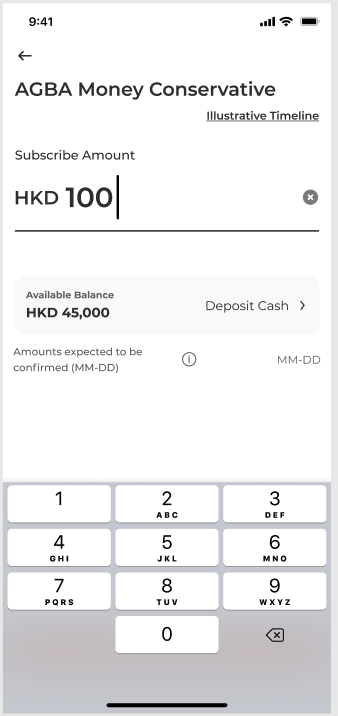 9:41
AGBA Money Conservative
Illustrative Timeline
Subscribe Amount
HKD 100
Available Balance
HKD 45,000
Deposit Cash
Amounts expected to be
confirmed (MM-DD)
MM-DD
1
2
ABC
3
DEF
4
GHI
5
JKL
6
MNO
7
PQRS
8
TUV
9
WXYZ
0